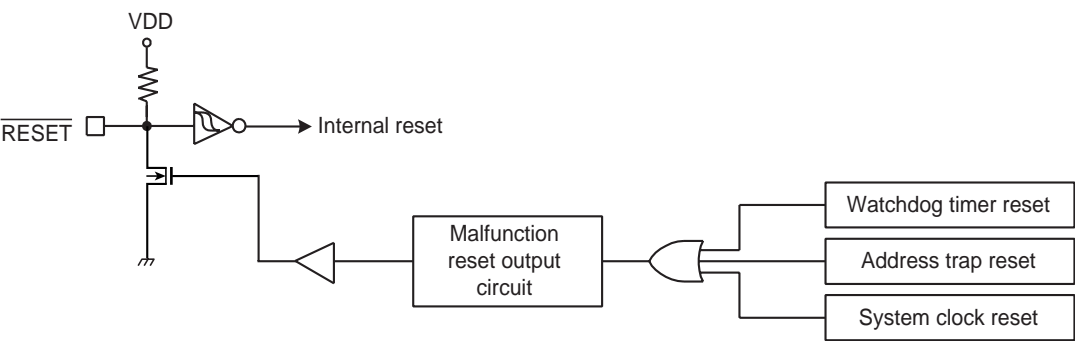 VDD
RESET
Internal reset
Watchdog timer reset
Malfunction
reset output
circuit
Address trap reset
System clock reset